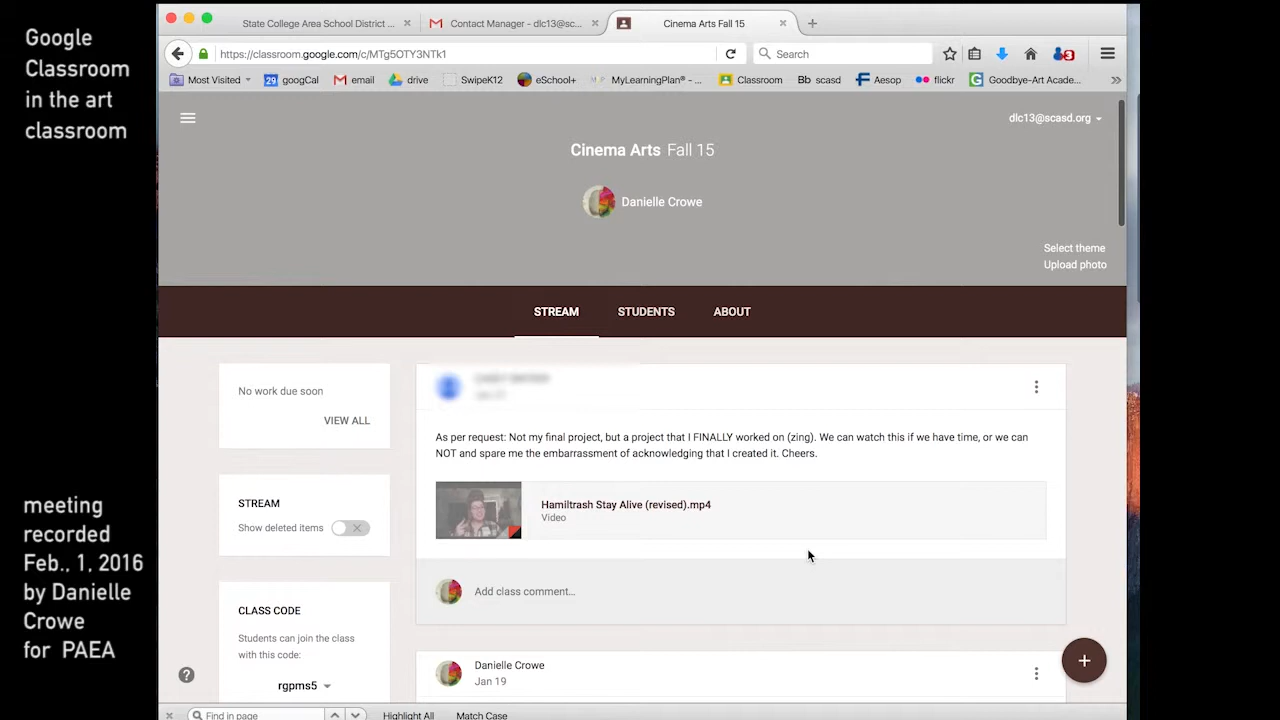 Google
Classroom
in the art
classroom
meeting
recorded
Feb., 1, 2016
by Danielle
Crowe
for PAEA
State College Area School District ...
Contact Manager - dlc13@sc...
Cinema Arts Fall 15
https://classroom.google.com/c/MTg5OTY3NTk1
Search
3
Most Visited
29 googCal
email
drive
SwipeK12
eSchool+
MyLearningPlan® - ...
Classroom
Bb scasd
Aesop
flickr
Goodbye-Art Acade...
dlc13@scasd.org
Cinema Arts Fall 15
Danielle Crowe
Select theme
Upload photo
STREAM
STUDENTS
ABOUT
No work due soon
VIEW ALL
STREAM
Show deleted items
CLASS CODE
Students can join the class
with this code:
rgpms5
As per request: Not my final project, but a project that I FINALLY worked on (zing). We can watch this if we have time, or we can
NOT and spare me the embarrassment of acknowledging that I created it. Cheers.
Hamiltrash Stay Alive (revised).mp4
Video
Add class comment...
Danielle Crowe
Jan 19
Find in page
Highlight All
Match Case